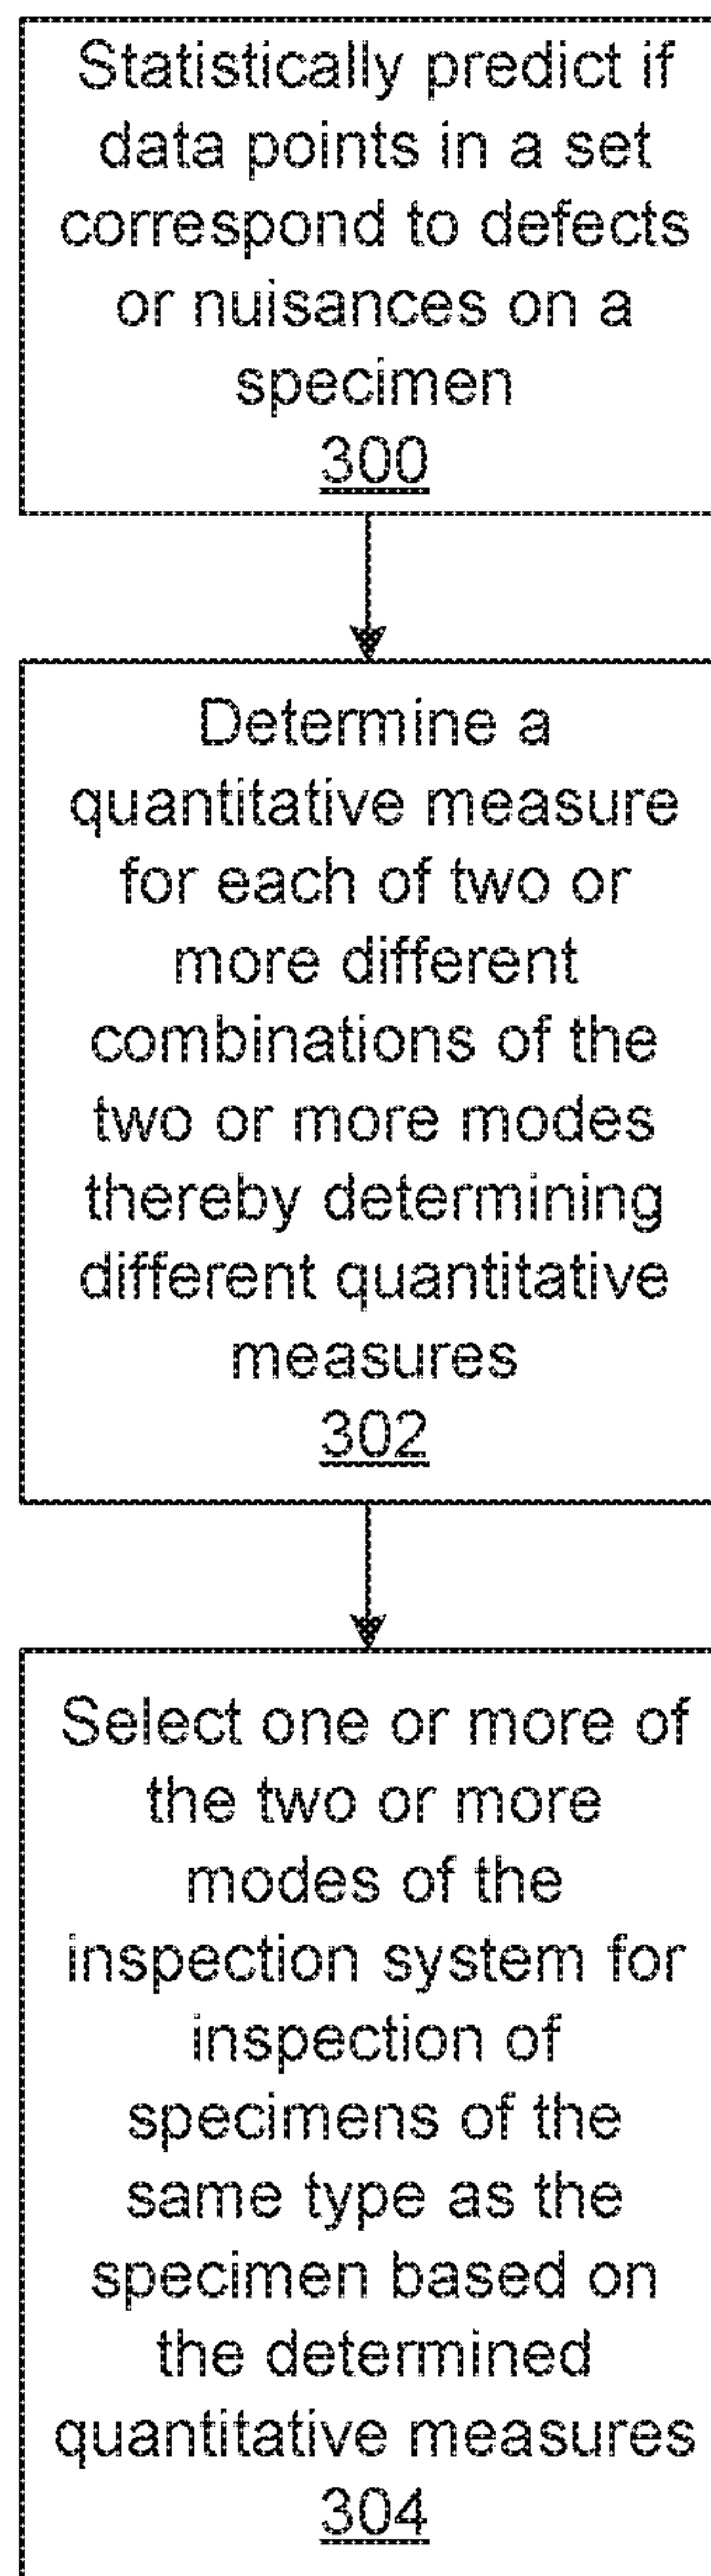 Statistically predict if
data points in a set
correspond to defects
or nuisances on a
specimen
300
Determine a
quantitative measure
for each of two or
more different
combinations of the
two or more modes
thereby determining
different quantitative
measures
302
Select one or more of
the two or more
modes of the
inspection system for
inspection of
specimens of the
same type as the
specimen based on
the determined
quantitative measures
304